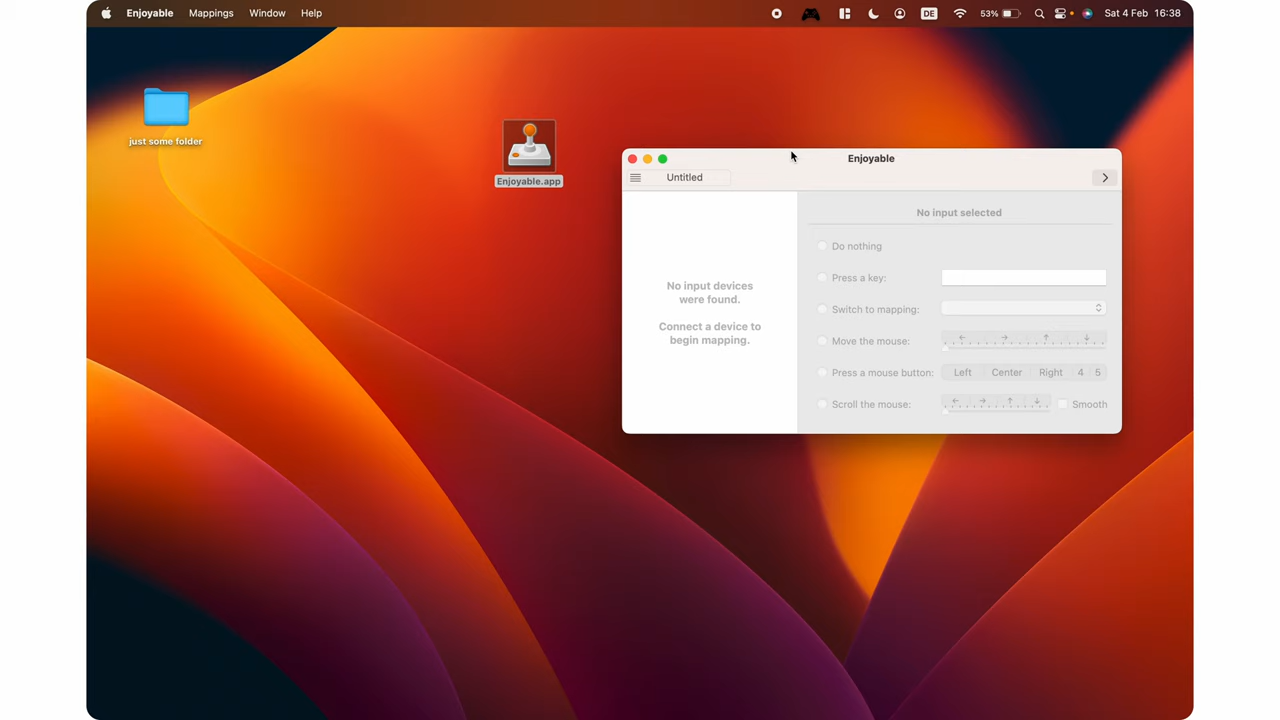 Enjoyable Mappings Window Help
DE 53% Sat 4 Feb 16:38
just some folder
Enjoyable.app
Enjoyable
Untitled
No input devices
were found.
Connect a device to
begin mapping.
No input selected
Do nothing
Press a key:
Switch to mapping:
Move the mouse:
Press a mouse button: Left Center Right 4 5
Scroll the mouse: Smooth